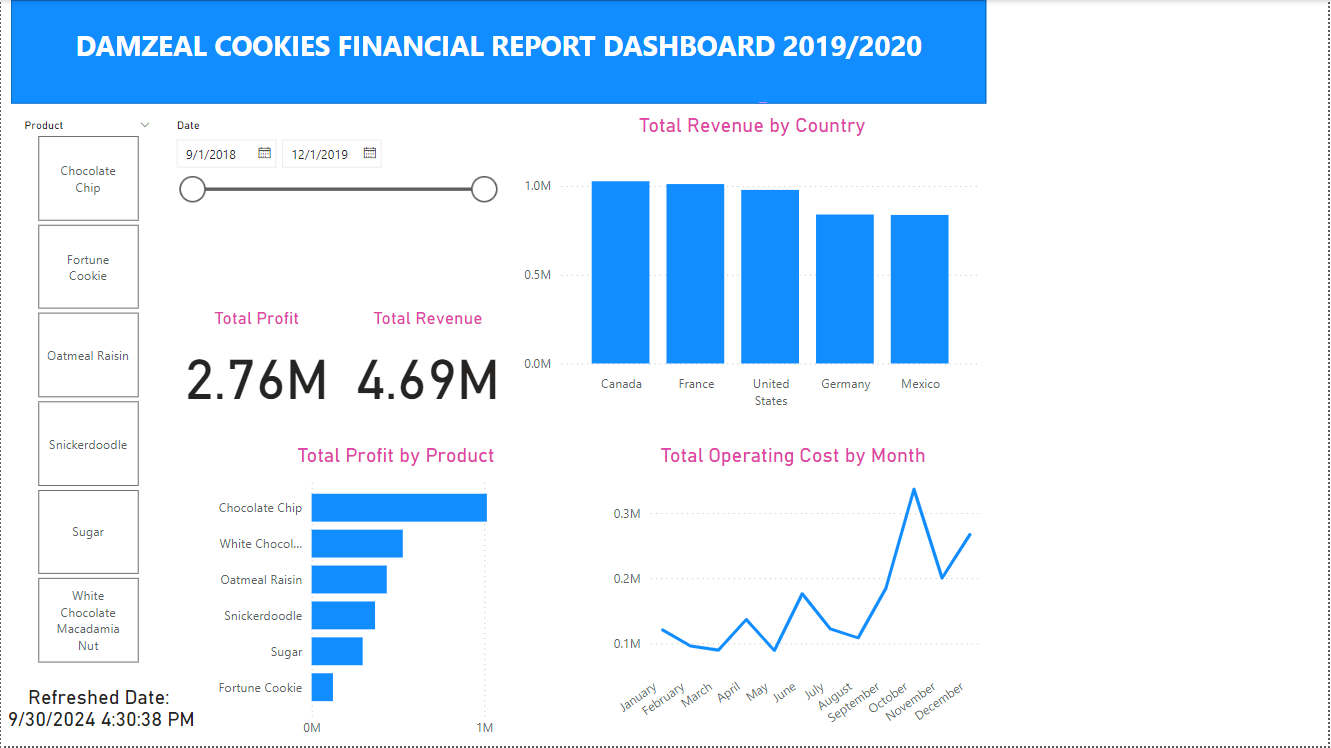 DAMZEAL COOKIES FINANCIAL REPORT DASHBOARD 2019/2020
Product
Chocolate
Chip
Fortune
Cookie
Oatmeal Raisin
Snickerdoodle
Sugar
White
Chocolate
Macadamia
Nut
Refreshed Date:
9/30/2024 4:30:38 PM
Date
9/1/2018
12/1/2019
Total Profit
2.76M
Total Revenue
4.69M
Total Revenue by Country
1.0M
0.5M
0.0M
Canada
France
United
States
Germany
Mexico
Total Profit by Product
Chocolate Chip
White Chocol...
Oatmeal Raisin
Snickerdoodle
Sugar
Fortune Cookie
0M
1M
Total Operating Cost by Month
0.3M
0.2M
0.1M
January
February
March
April
May
June
July
August
September
October
November
December